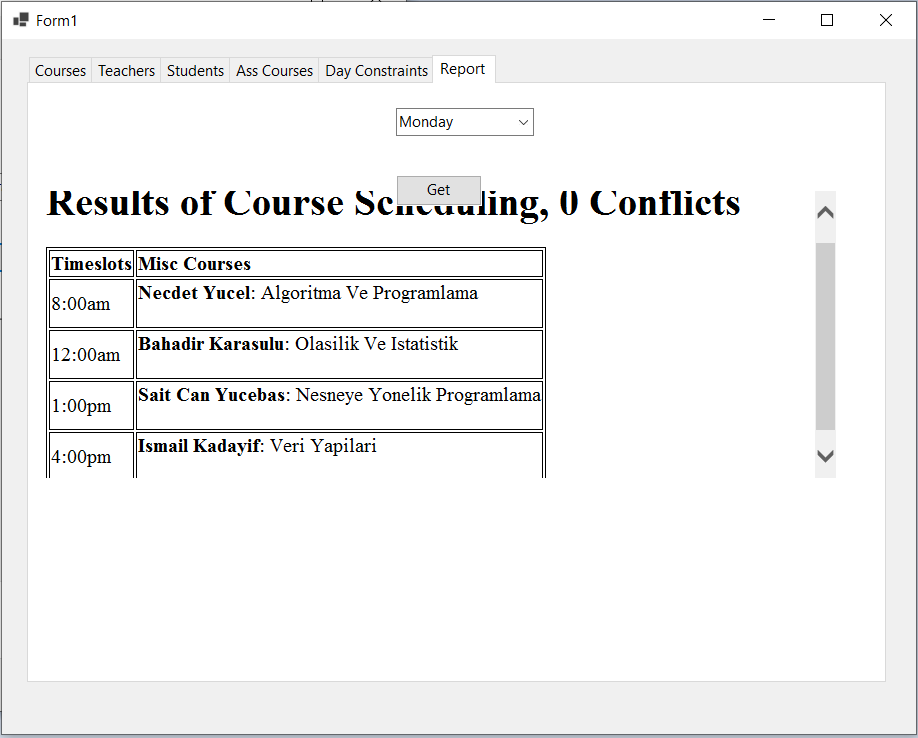 Form1
Courses Teachers Students Ass Courses Day Constraints Report
Monday
Get
Results of Course Scheduling, 0 Conflicts
Timeslots Misc Courses
8:00am Necdet Yucel: Algoritma Ve Programlama
12:00am Bahadir Karasulu: Olasilik Ve Istatistik
1:00pm Sait Can Yucebas: Nesneye Yonelik Programlama
4:00pm Ismail Kadayif: Veri Yapilari